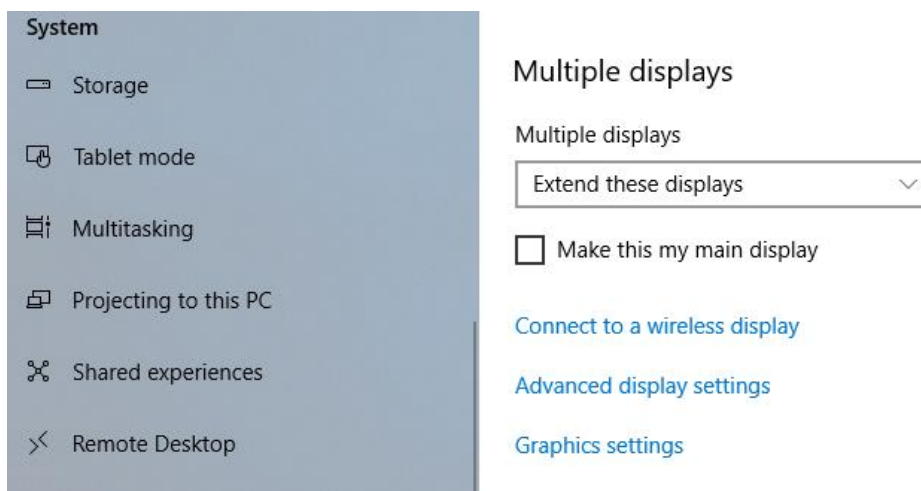 System
Storage
Tablet mode
Multitasking
Projecting to this PC
Shared experiences
Remote Desktop
Multiple displays
Multiple displays
Extend these displays
Make this my main display
Connect to a wireless display
Advanced display settings
Graphics settings